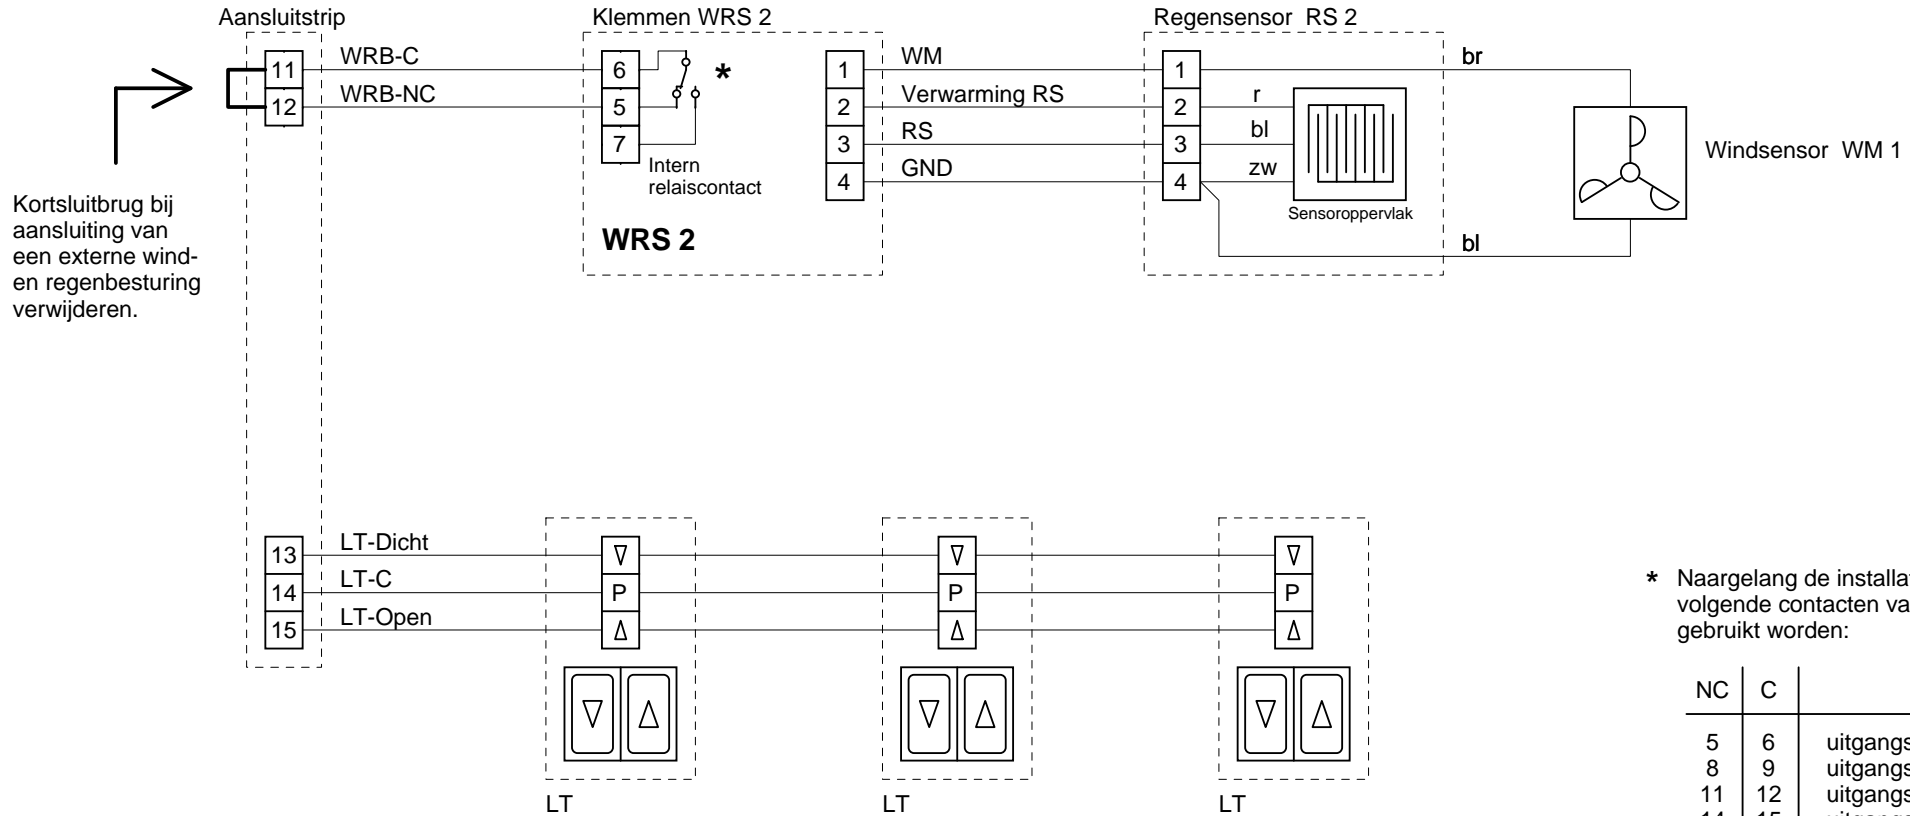 Aansluitstrip
Klemmen WRS 2
Regensensor RS 2
11
WRB-C
12
WRB-NC
6
5
7
*
Intern
relaiscontact
WRS 2
1
WM
2
Verwarming RS
3
RS
4
GND
1
2
3
4
r
bl
zw
br
bl
Sensoroppervlak
Windsensor WM 1
Kortsluitbrug bij
aansluiting van
een externe wind-
en regenbesturing
verwijderen.
13
LT-Dicht
14
LT-C
15
LT-Open
P
P
P
LT
LT
LT
* Naargelang de installa
volgende contacten va
gebruikt worden:
NC C
5 6 uitgangs
8 9 uitgangs
11 12 uitgangs